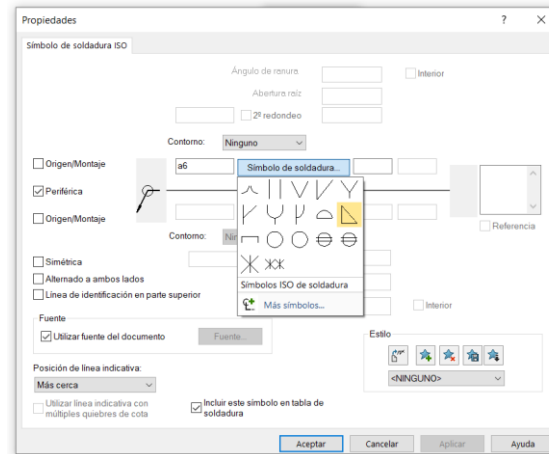 Propiedades
Símbolo de soldadura ISO
Ángulo de ranura
Interior
Abertura raíz
2º redondeo
Contorno:
Ninguno
Origen/Montaje
a6
Símbolo de soldadura...
Periférica
Origen/Montaje
Contorno:
Referencia
Simétrica
Alternado a ambos lados
Línea de identificación en parte superior
Símbolos ISO de soldadura
Más símbolos...
Interior
Fuente
Utilizar fuente del documento
Fuente...
Estilo
<NINGUNO>
Posición de línea indicativa:
Más cerca
Utilizar línea indicativa con
múltiples quiebres de cota
Incluir este símbolo en tabla de
soldadura
Aceptar
Cancelar
Aplicar
Ayuda